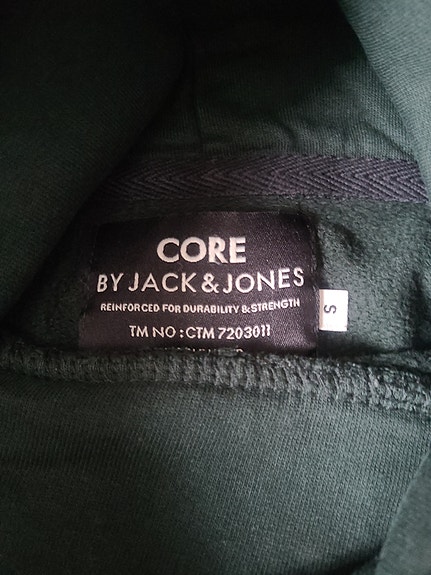 CORE
BY JACK & JONES
REINFORCED FOR DURABILITY & STRENGTH
TM NO : CTM 7203011
S